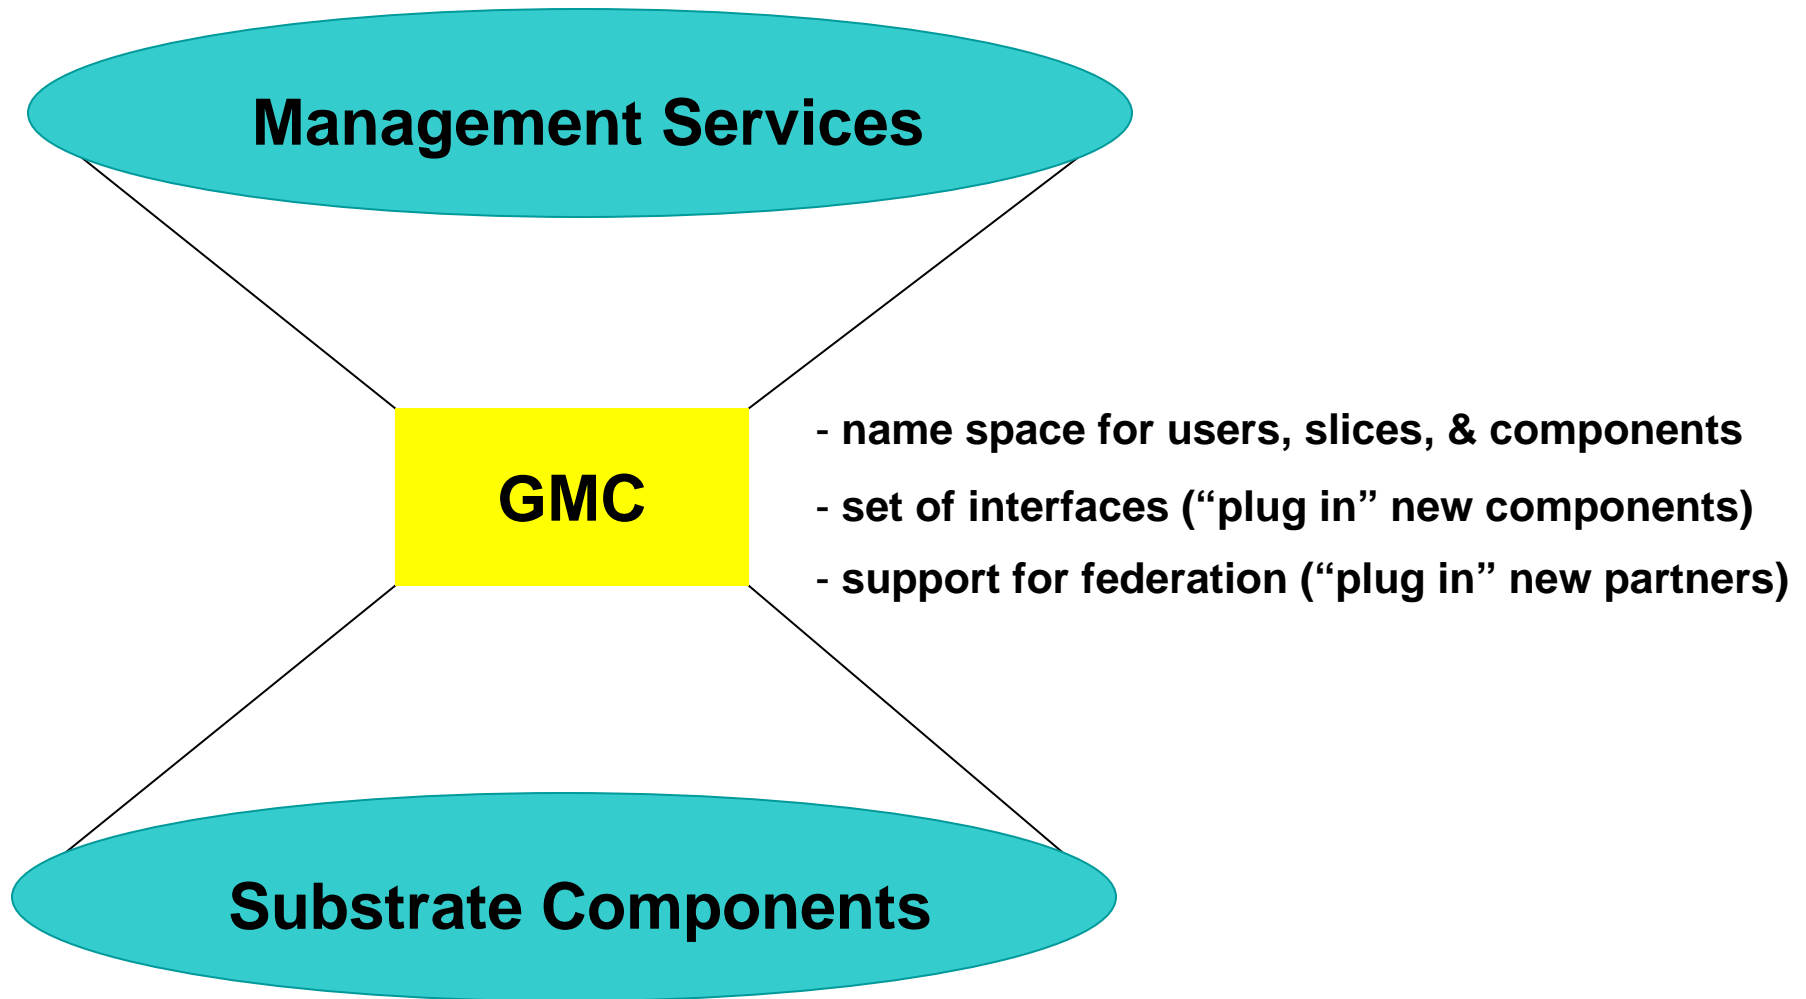 Management Services
GMC
- name space for users, slices, & components
- set of interfaces (“plug in” new components)
- support for federation (“plug in” new partners)
Substrate Components